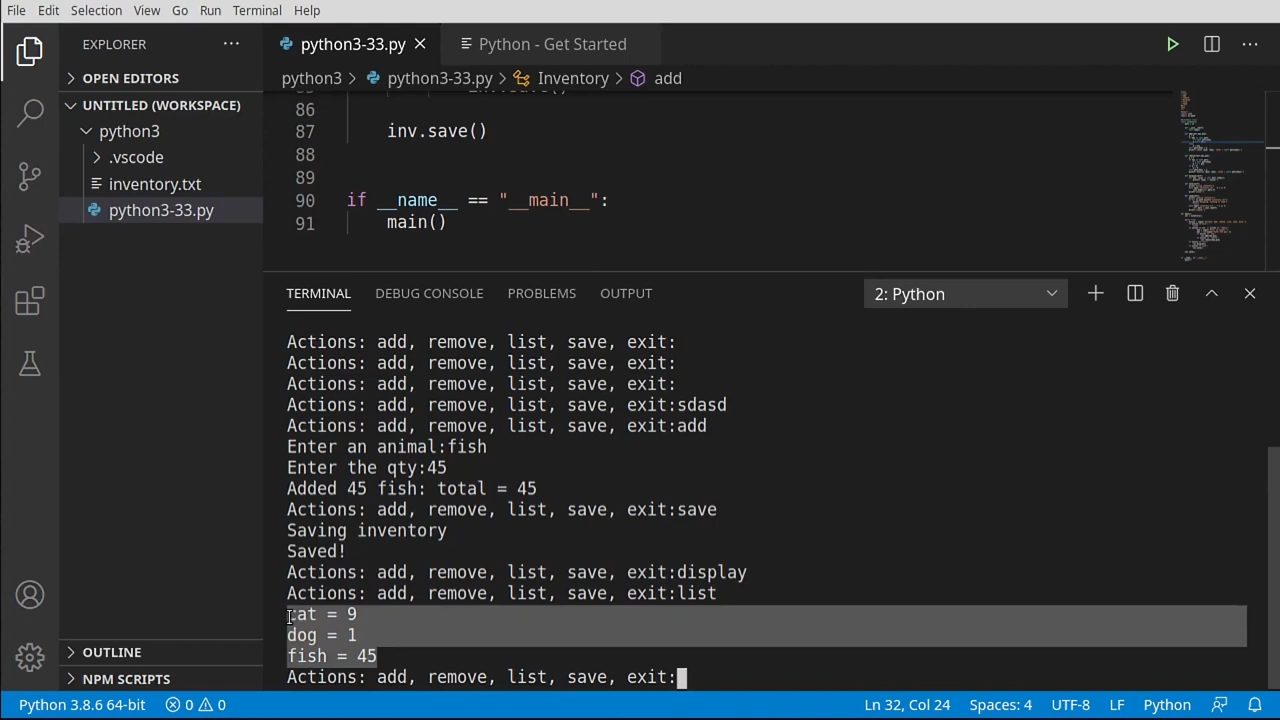 File Edit Selection View Go Run Terminal Help
EXPLORER
python3-33.py
Python - Get Started
python3 > python3-33.py > Inventory > add
OPEN EDITORS
UNTITLED (WORKSPACE)
python3
.vscode
inventory.txt
python3-33.py
86
87 inv.save()
88
89
90 if __name__ == "__main__":
91 main()
TERMINAL DEBUG CONSOLE PROBLEMS OUTPUT 2: Python
Actions: add, remove, list, save, exit:
Actions: add, remove, list, save, exit:
Actions: add, remove, list, save, exit:
Actions: add, remove, list, save, exit:sdasd
Actions: add, remove, list, save, exit:add
Enter an animal:fish
Enter the qty:45
Added 45 fish: total = 45
Actions: add, remove, list, save, exit:save
Saving inventory
Saved!
Actions: add, remove, list, save, exit:display
Actions: add, remove, list, save, exit:list
cat = 9
dog = 1
fish = 45
Actions: add, remove, list, save, exit:
OUTLINE
NPM SCRIPTS
Python 3.8.6 64-bit 0 0 Ln 32, Col 24 Spaces: 4 UTF-8 LF Python